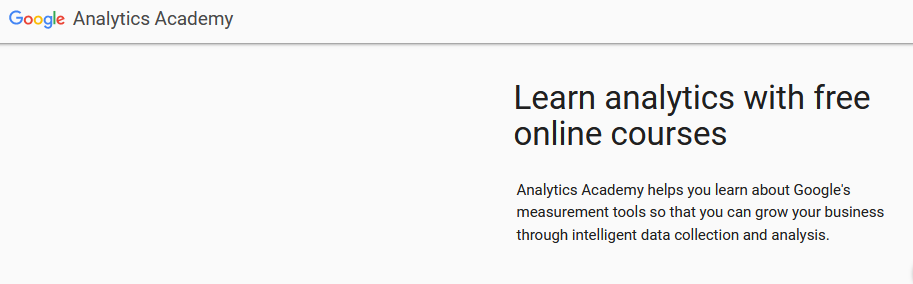 Google Analytics Academy
Learn analytics with free
online courses
Analytics Academy helps you learn about Google's
measurement tools so that you can grow your business
through intelligent data collection and analysis.